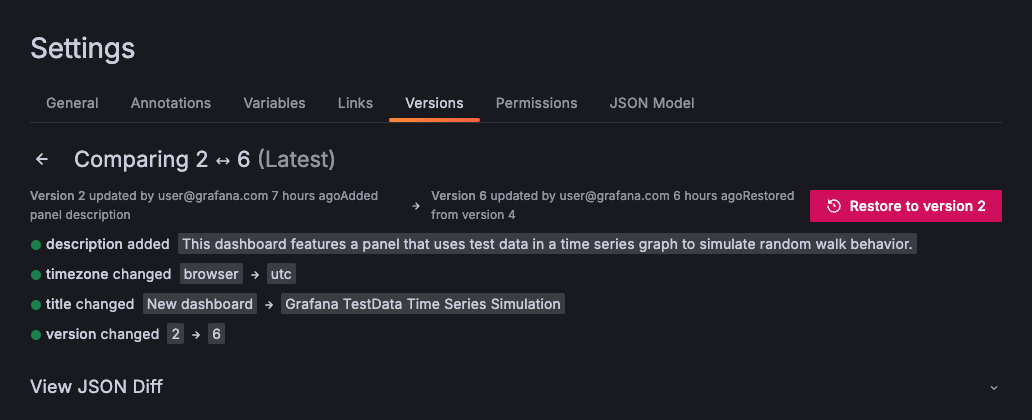 Settings
General Annotations Variables Links Versions Permissions JSON Model
← Comparing 2 ↔ 6 (Latest)
Version 2 updated by user@grafana.com 7 hours agoAdded
panel description
→
Version 6 updated by user@grafana.com 6 hours agoRestored
from version 4
Restore to version 2
description added This dashboard features a panel that uses test data in a time series graph to simulate random walk behavior.
timezone changed browser → utc
title changed New dashboard → Grafana TestData Time Series Simulation
version changed 2 → 6
View JSON Diff